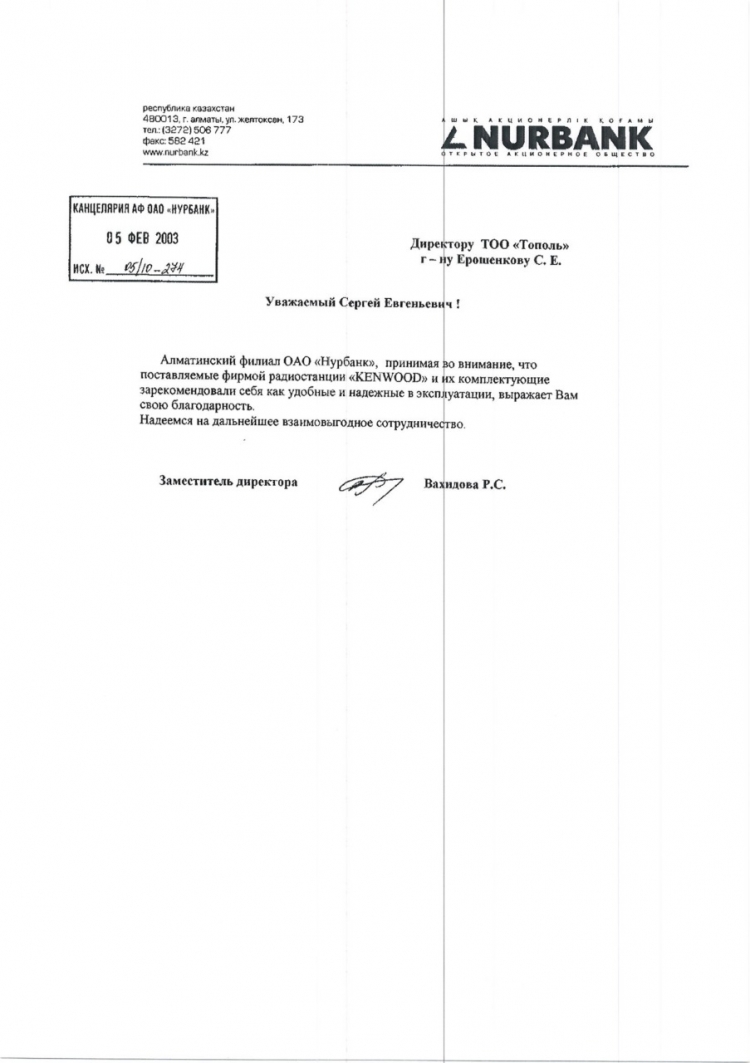 республика казахстан
480013, г. алматы, ул. желтоксан, 173
тел.: (3272) 506 777
факс: 582 421
www.nurbank.kz
АШЫҚ АКЦИОНЕРЛІК ҚОҒАМЫ
NURBANK
ОТКРЫТОЕ АКЦИОНЕРНОЕ ОБЩЕСТВО
КАНЦЕЛЯРИЯ АФ ОАО «НУРБАНК»
05 ФЕВ 2003
ИСХ. № 05/10-274
Директору ТОО «Тополь»
г – ну Ерошенкову С. Е.
Уважаемый Сергей Евгеньевич !
Алматинский филиал ОАО «Нурбанк», принимая во внимание, что
поставляемые фирмой радиостанции «KENWOOD» и их комплектующие
зарекомендовали себя как удобные и надежные в эксплуатации, выражает Вам
свою благодарность.
Надеемся на дальнейшее взаимовыгодное сотрудничество.
Заместитель директора Вахидова Р.С.